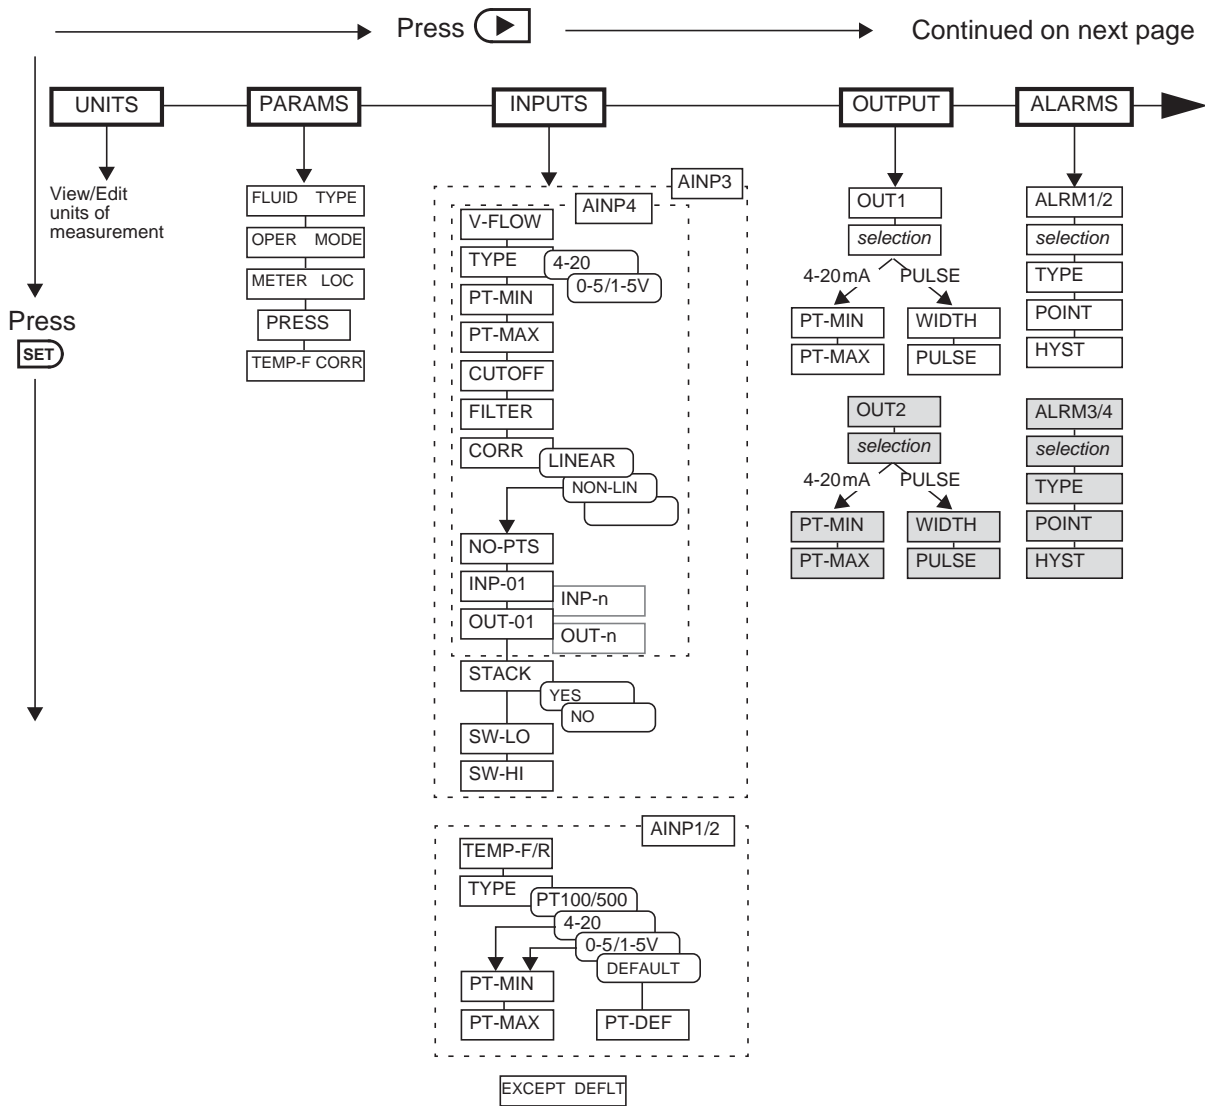 Press
Continued on next page
UNITS
PARAMS
INPUTS
OUTPUT
ALARMS
View/Edit
units of
measurement
Press
SET
FLUID TYPE
OPER MODE
METER LOC
PRESS
TEMP-F CORR
AINP3
AINP4
V-FLOW
TYPE
4-20
0-5/1-5V
PT-MIN
PT-MAX
CUTOFF
FILTER
CORR
LINEAR
NON-LIN
NO-PTS
INP-01
INP-n
OUT-01
OUT-n
STACK
YES
NO
SW-LO
SW-HI
AINP1/2
TEMP-F/R
TYPE
PT100/500
4-20
0-5/1-5V
DEFAULT
PT-MIN
PT-MAX
PT-DEF
EXCEPT DEFLT
OUT1
selection
4-20mA PULSE
PT-MIN WIDTH
PT-MAX PULSE
OUT2
selection
4-20mA PULSE
PT-MIN WIDTH
PT-MAX PULSE
ALRM1/2
selection
TYPE
POINT
HYST
ALRM3/4
selection
TYPE
POINT
HYST